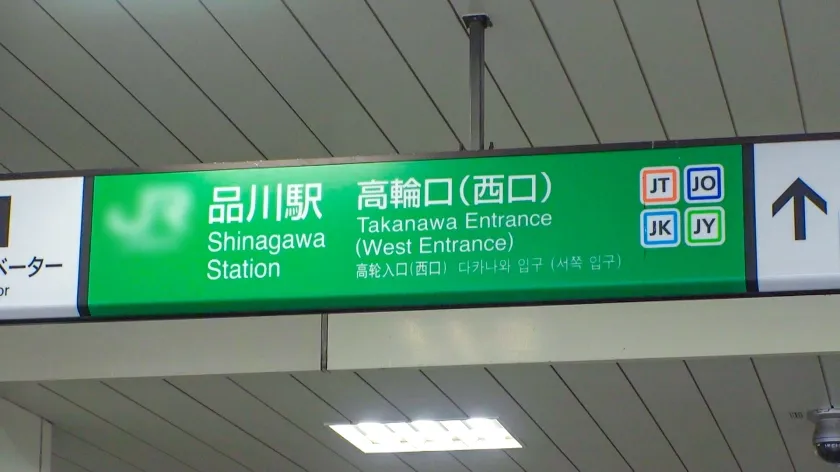 ベーター
or
JR
品川駅
Shinagawa
Station
高輪口(西口)
Takanawa Entrance
(West Entrance)
高轮入口(西口) 다카나와 입구 (서쪽 입구)
JT JO
JK JY